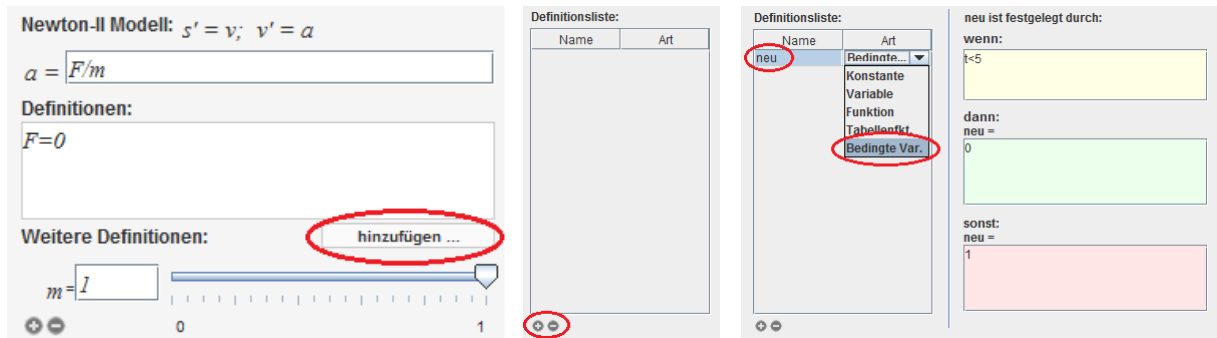 Newton-II Modell: s' = v; v' = a
a = F/m
Definitionen:
F=0
Weitere Definitionen:
hinzufügen ...
m = 1
0 1
Definitionsliste:
Name Art
Definitionsliste:
Name Art
neu Bedingte...
Konstante
Variable
Funktion
Tabellenfkt.
Bedingte Var.
neu ist festgelegt durch:
wenn:
t<5
dann:
neu =
0
sonst:
neu =
1